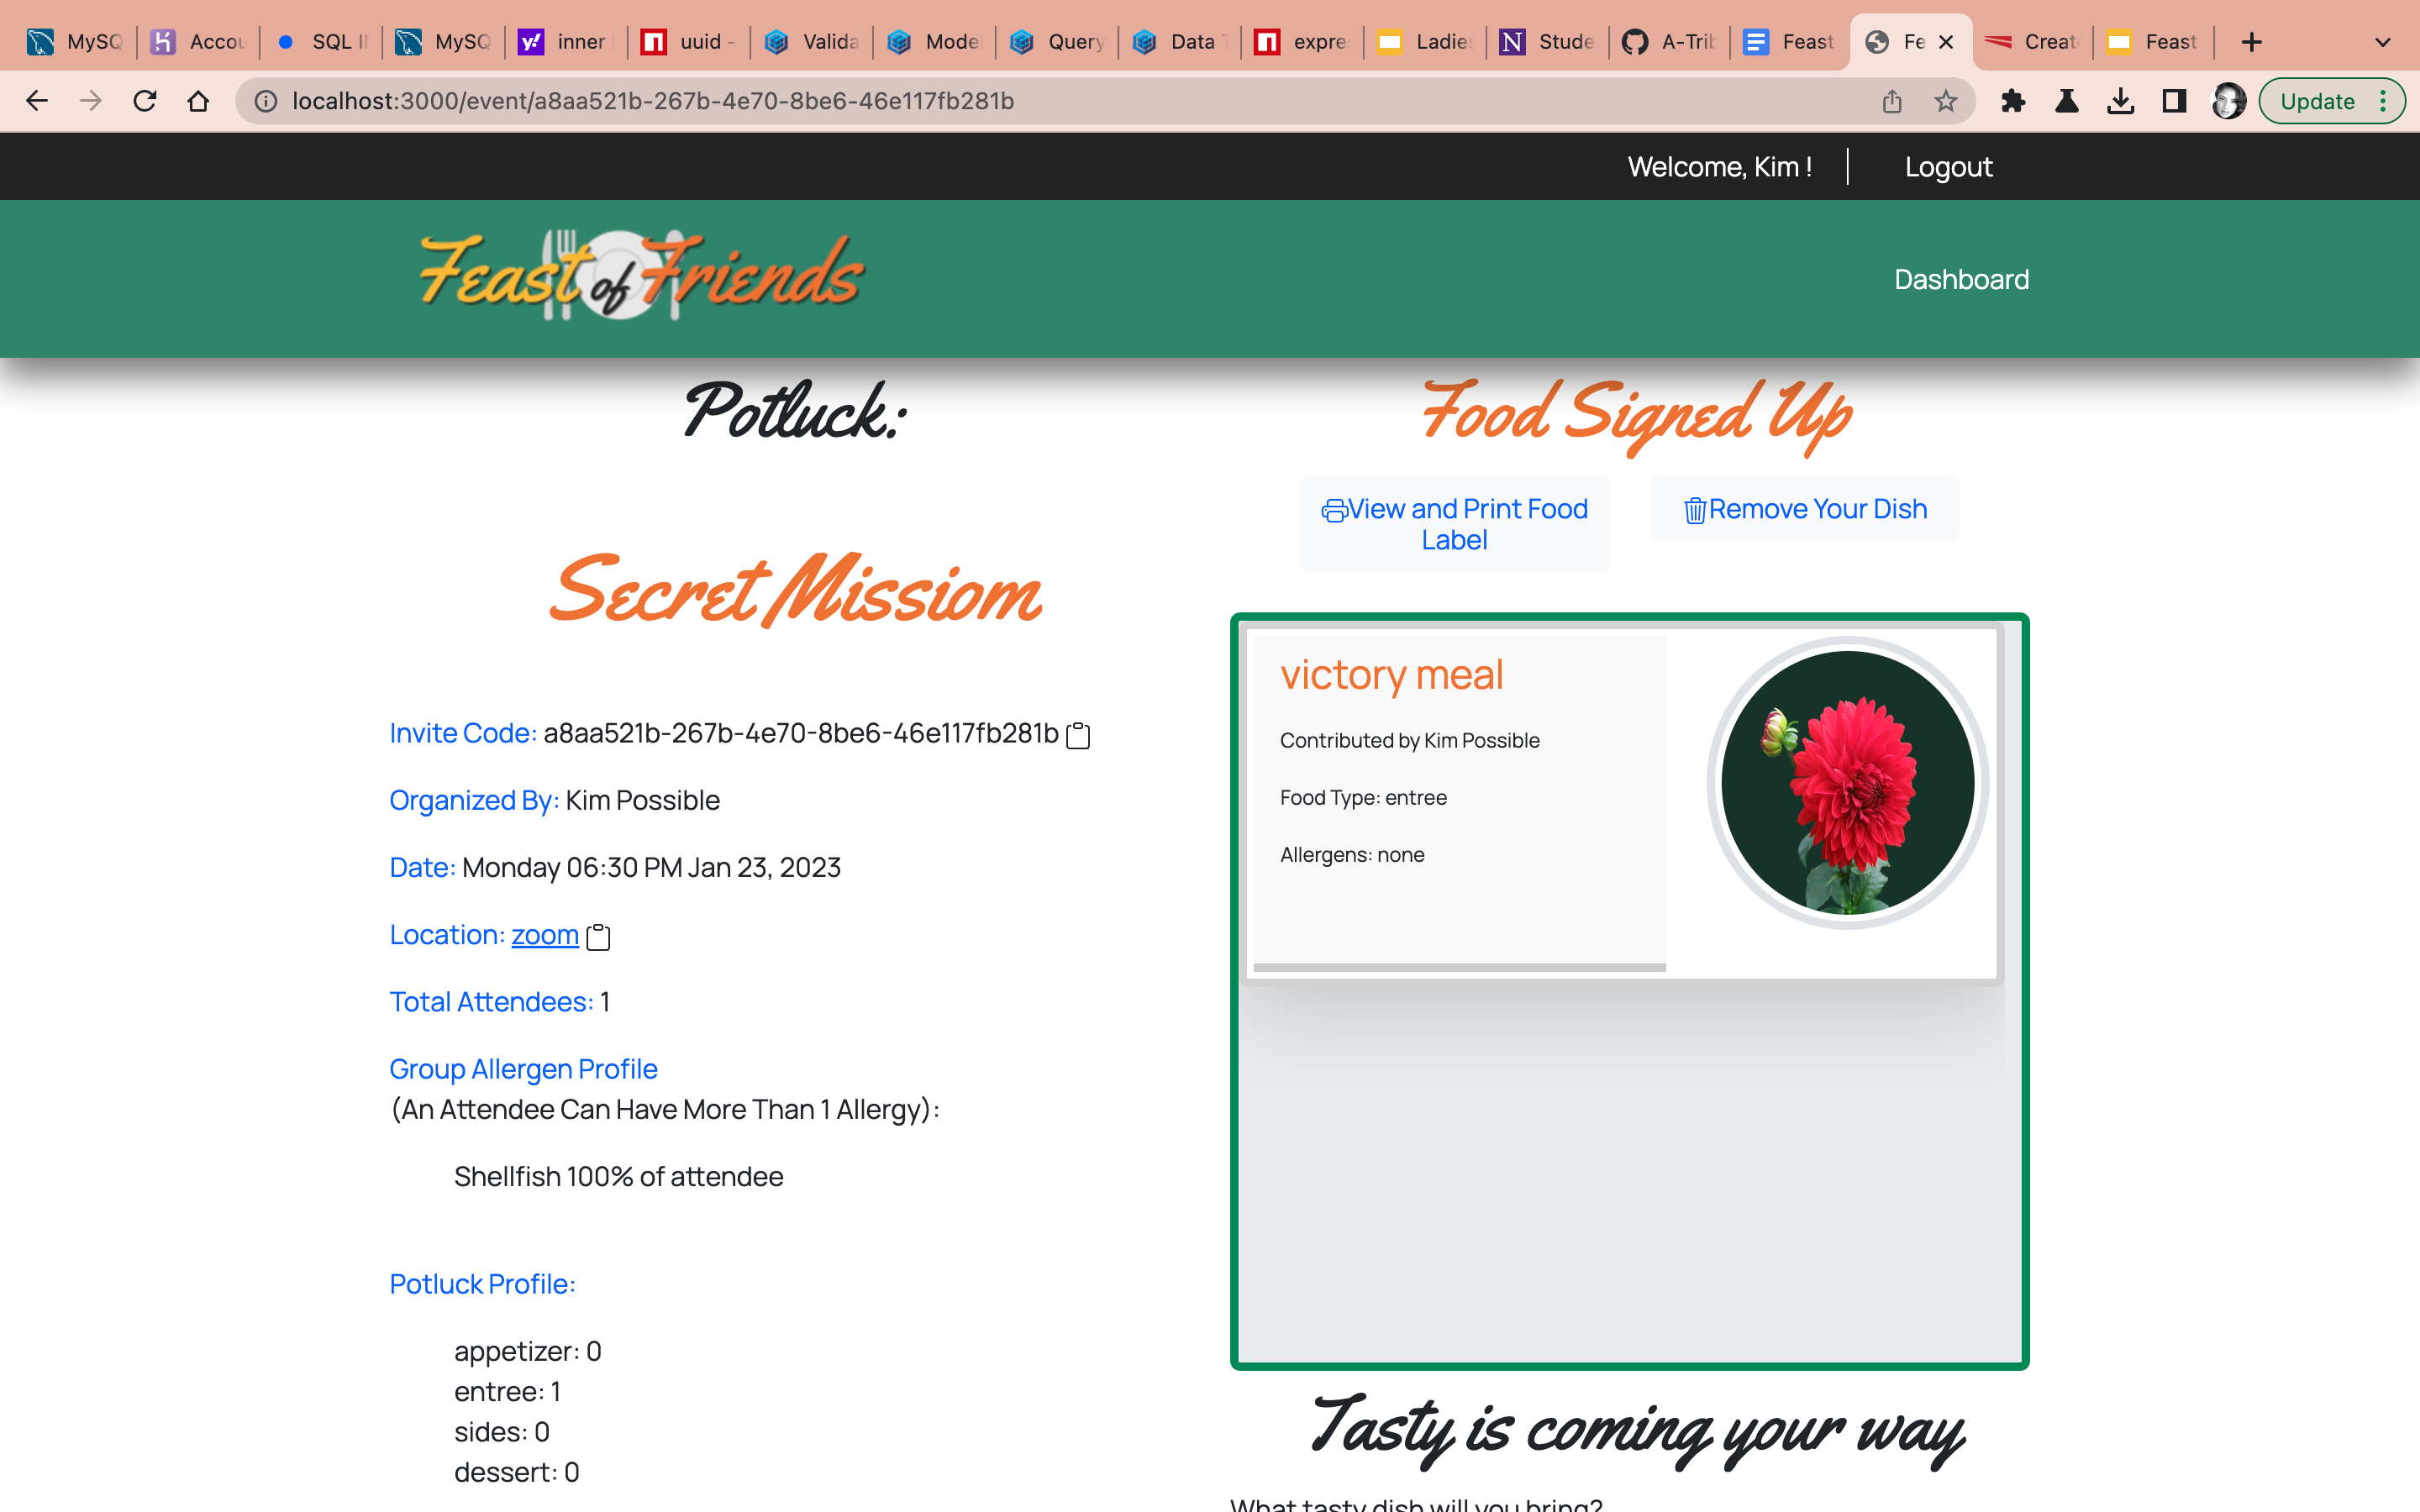 MySQ
Accou
SQL I
MySQ
inner
uuid -
Valida
Mode
Query
Data T
expre
Ladie
Stude
A-Trib
Feast
Fe
Creat
Feast
localhost:3000/event/a8aa521b-267b-4e70-8be6-46e117fb281b
Update
Welcome, Kim !
Logout
Feast of Friends
Dashboard
Potluck:
Secret Missiom
Invite Code: a8aa521b-267b-4e70-8be6-46e117fb281b
Organized By: Kim Possible
Date: Monday 06:30 PM Jan 23, 2023
Location: zoom
Total Attendees: 1
Group Allergen Profile
(An Attendee Can Have More Than 1 Allergy):
Shellfish 100% of attendee
Potluck Profile:
appetizer: 0
entree: 1
sides: 0
dessert: 0
Food Signed Up
View and Print Food
Label
Remove Your Dish
victory meal
Contributed by Kim Possible
Food Type: entree
Allergens: none
Tasty is coming your way
What tasty dish will you bring?